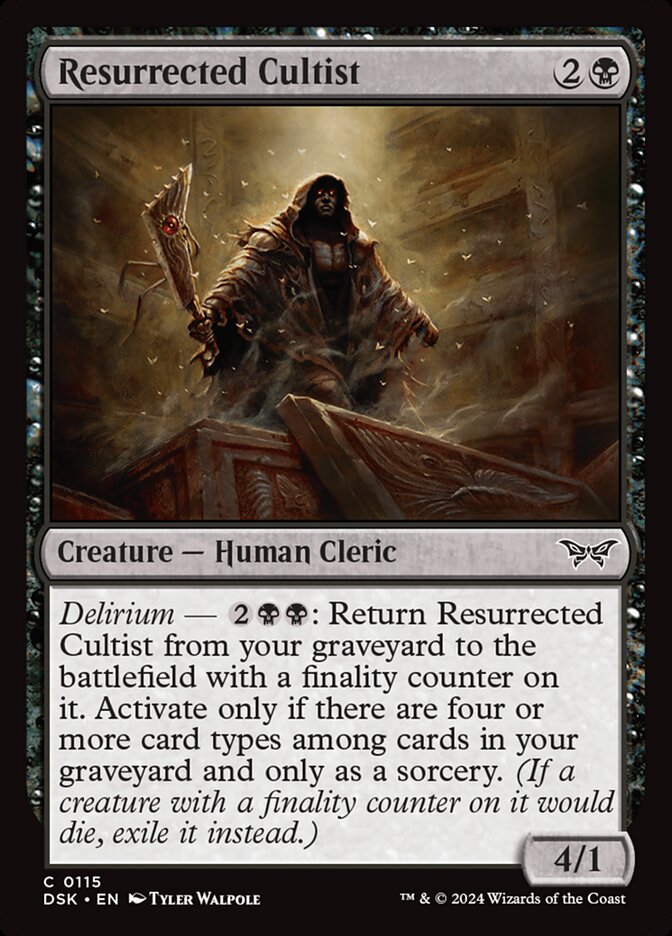 Resurrected Cultist 2
Creature — Human Cleric
Delirium — 2: Return Resurrected
Cultist from your graveyard to the
battlefield with a finality counter on
it. Activate only if there are four or
more card types among cards in your
graveyard and only as a sorcery. (If a
creature with a finality counter on it would
die, exile it instead.)
4/1
C 0115
DSK • EN Tyler Walpole
™ & © 2024 Wizards of the Coast